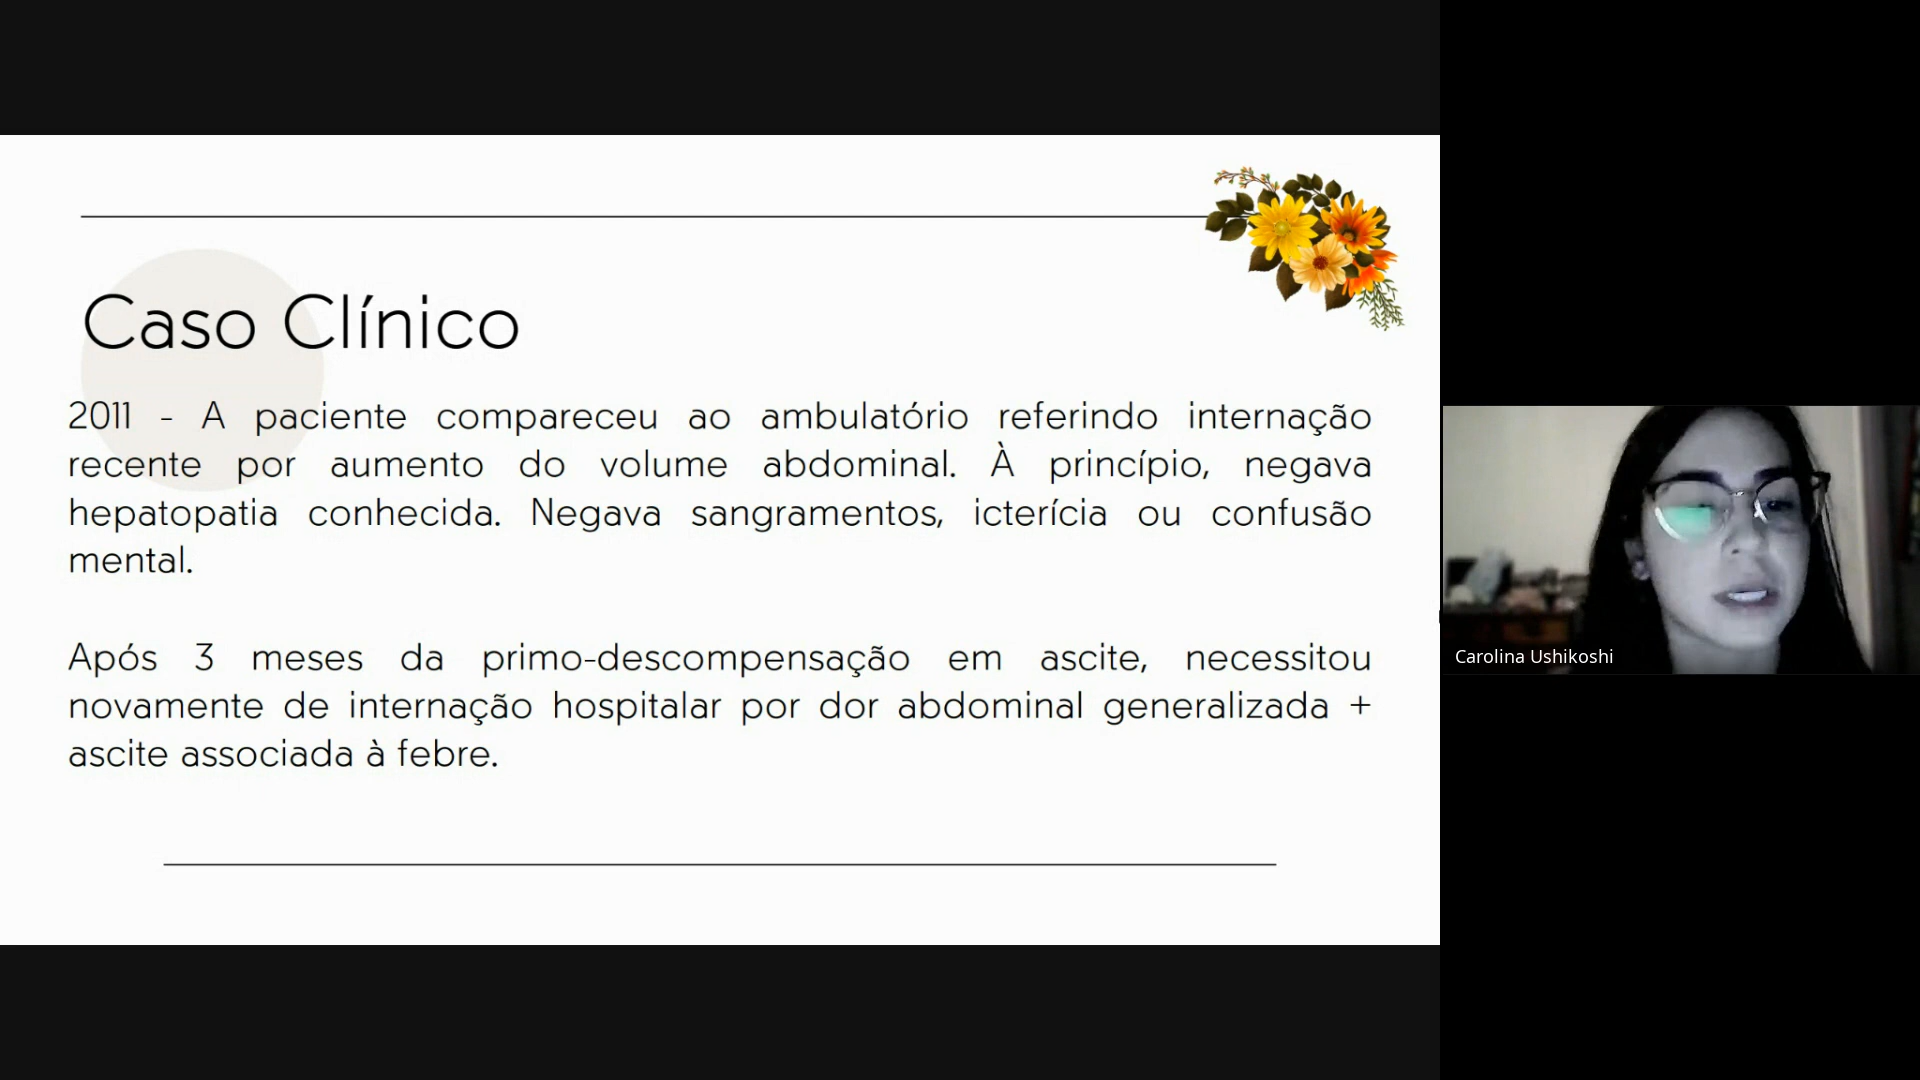 Caso Clínico
2011 - A paciente compareceu ao ambulatório referindo internação
recente por aumento do volume abdominal. À princípio, negava
hepatopatia conhecida. Negava sangramentos, icterícia ou confusão
mental.
Após 3 meses da primo-descompensação em ascite, necessitou
novamente de internação hospitalar por dor abdominal generalizada +
ascite associada à febre.
Carolina Ushikoshi